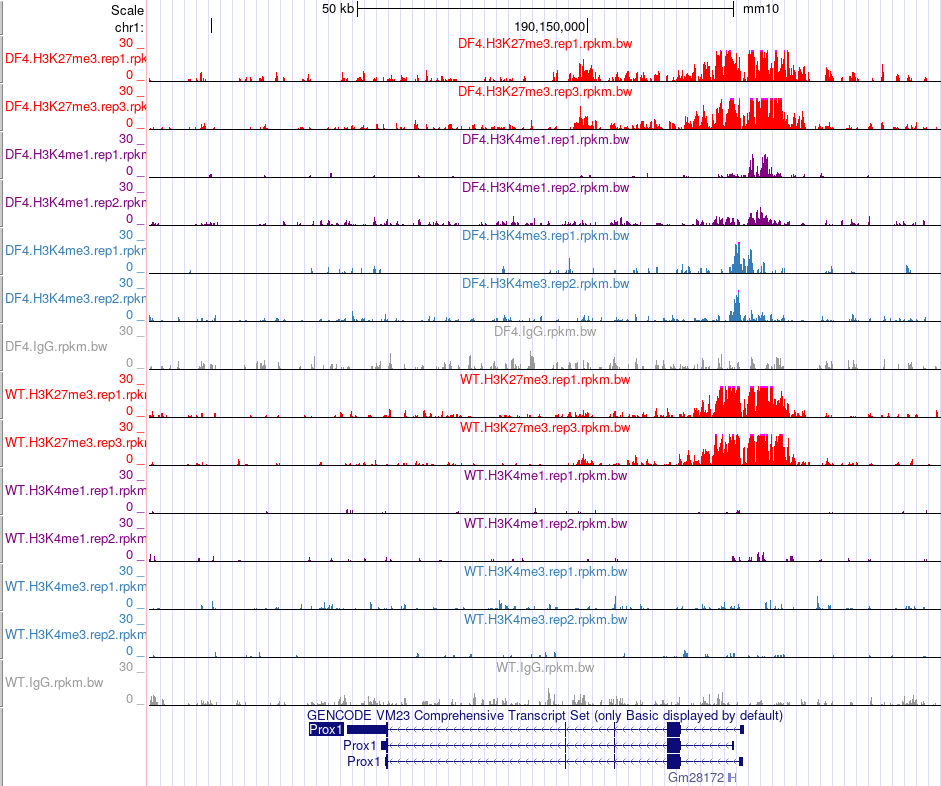 Scale 50 kb mm10
chr1: 190,150,000
30 _ DF4.H3K27me3.rep1.rpkm.bw
DF4.H3K27me3.rep1.rpk
0 _
30 _ DF4.H3K27me3.rep3.rpkm.bw
DF4.H3K27me3.rep3.rpk
0 _
30 _ DF4.H3K4me1.rep1.rpkm.bw
DF4.H3K4me1.rep1.rpkm
0 _
30 _ DF4.H3K4me1.rep2.rpkm.bw
DF4.H3K4me1.rep2.rpkm
0 _
30 _ DF4.H3K4me3.rep1.rpkm.bw
DF4.H3K4me3.rep1.rpkm
0 _
30 _ DF4.H3K4me3.rep2.rpkm.bw
DF4.H3K4me3.rep2.rpkm
0 _
30 _ DF4.IgG.rpkm.bw
DF4.IgG.rpkm.bw
0 _
30 _ WT.H3K27me3.rep1.rpkm.bw
WT.H3K27me3.rep1.rpk
0 _
30 _ WT.H3K27me3.rep3.rpkm.bw
WT.H3K27me3.rep3.rpk
0 _
30 _ WT.H3K4me1.rep1.rpkm.bw
WT.H3K4me1.rep1.rpkm
0 _
30 _ WT.H3K4me1.rep2.rpkm.bw
WT.H3K4me1.rep2.rpkm
0 _
30 _ WT.H3K4me3.rep1.rpkm.bw
WT.H3K4me3.rep1.rpkm
0 _
30 _ WT.H3K4me3.rep2.rpkm.bw
WT.H3K4me3.rep2.rpkm
0 _
30 _ WT.IgG.rpkm.bw
WT.IgG.rpkm.bw
0 _
GENCODE VM23 Comprehensive Transcript Set (only Basic displayed by default)
Prox1
Prox1
Prox1
Gm28172